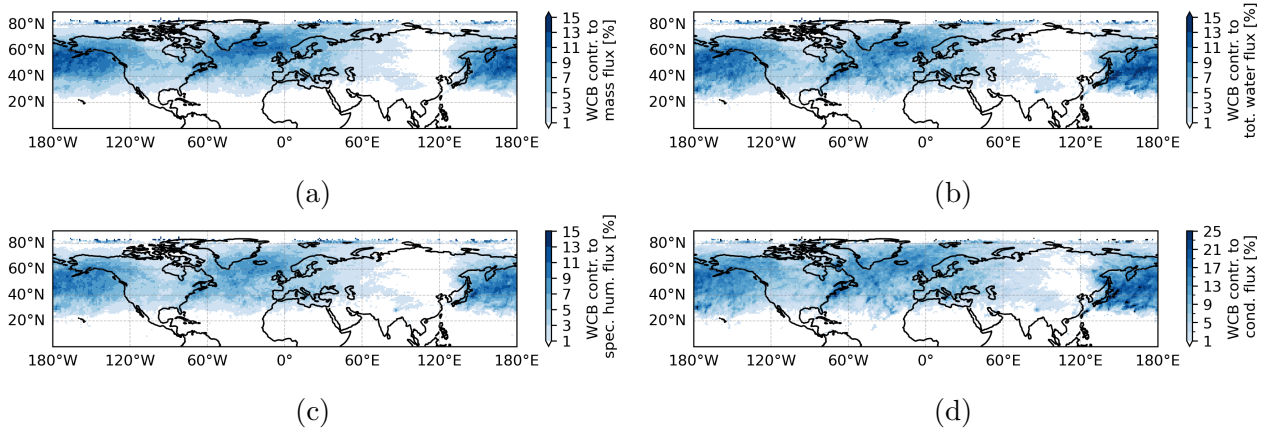 80°N
60°N
40°N
20°N
180°W
120°W
60°W
0°
60°E
120°E
180°E
15
13
11
9
7
5
3
1
WCB contr. to
mass flux [%]
(a)
80°N
60°N
40°N
20°N
180°W
120°W
60°W
0°
60°E
120°E
180°E
15
13
11
9
7
5
3
1
WCB contr. to
tot. water flux [%]
(b)
80°N
60°N
40°N
20°N
180°W
120°W
60°W
0°
60°E
120°E
180°E
15
13
11
9
7
5
3
1
WCB contr. to
spec. hum. flux [%]
(c)
80°N
60°N
40°N
20°N
180°W
120°W
60°W
0°
60°E
120°E
180°E
25
21
17
13
9
5
1
WCB contr. to
cond. flux [%]
(d)